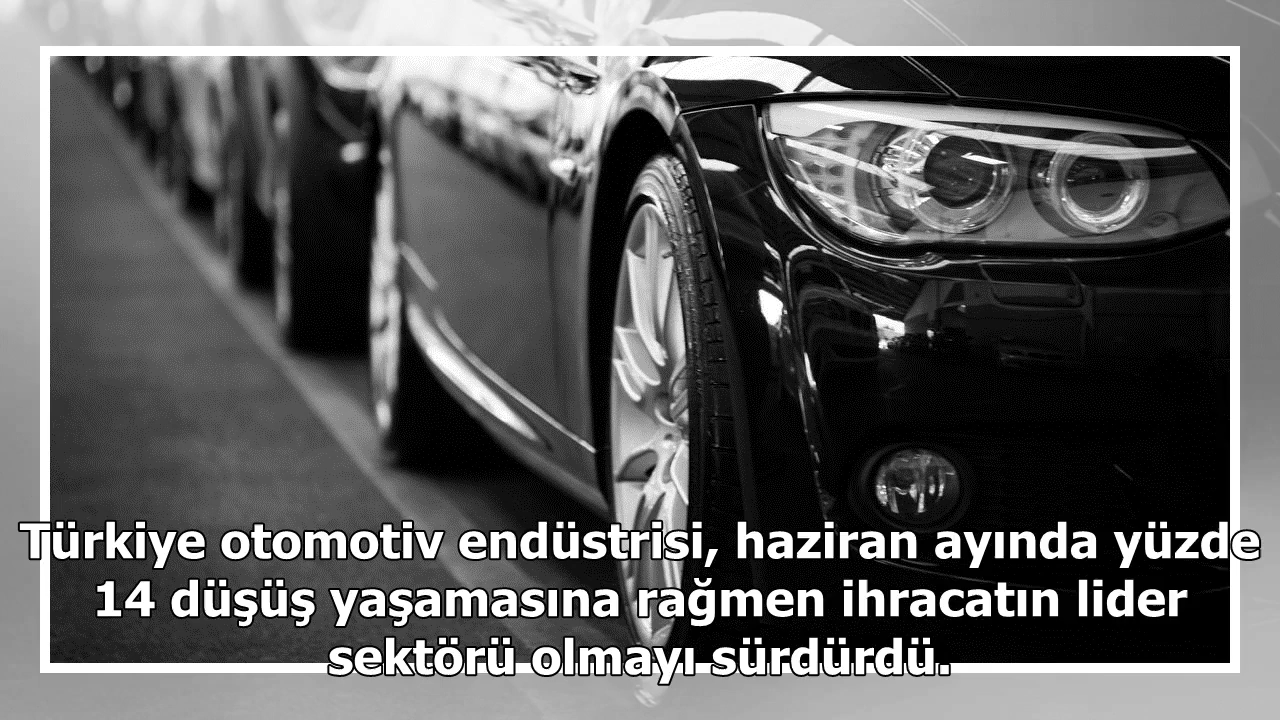 Türkiye otomotiv endüstrisi, haziran ayında yüzde
14 düşüş yaşamasına rağmen ihracatın lider
sektörü olmayı sürdürdü.